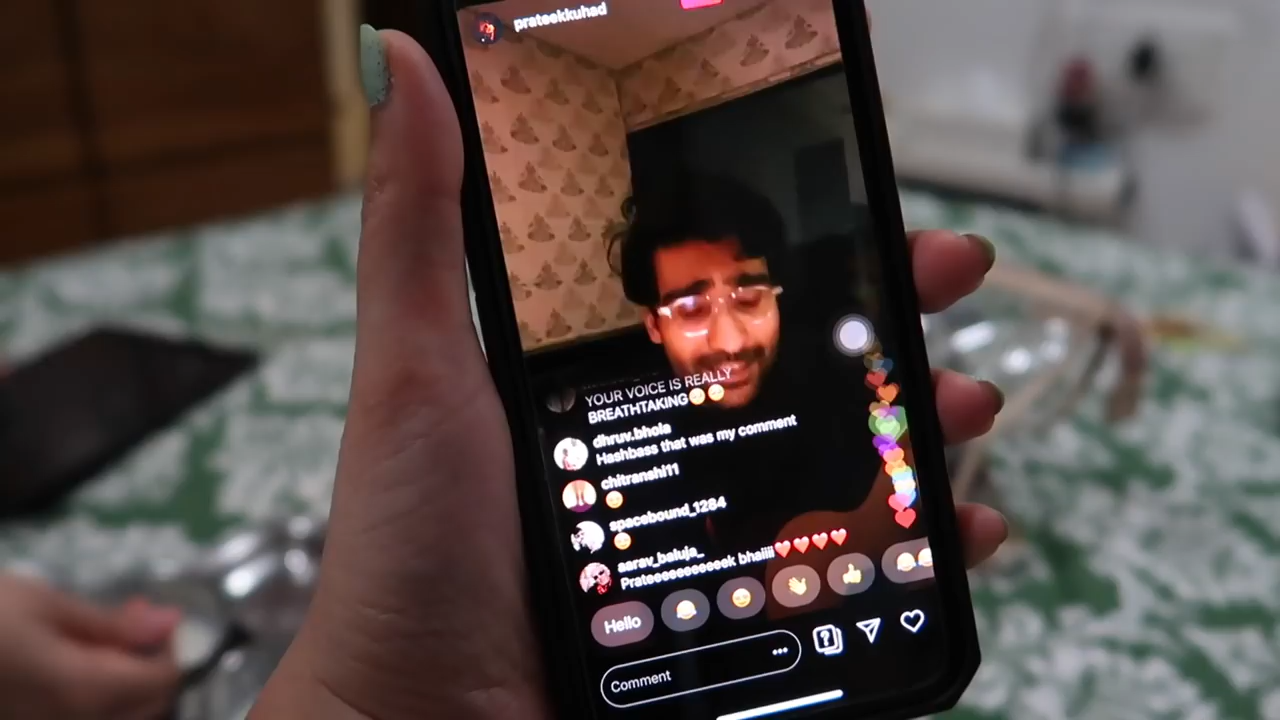 prateekkuhad
YOUR VOICE IS REALLY
BREATHTAKING🥺🥺
dhruv.bhola
Hashbass that was my comment
chitranshi11
spacebound_1284
aarav_baluja_
Prateeeeeeeeeeek bhaiiii❤️❤️❤️❤️
Hello
Comment